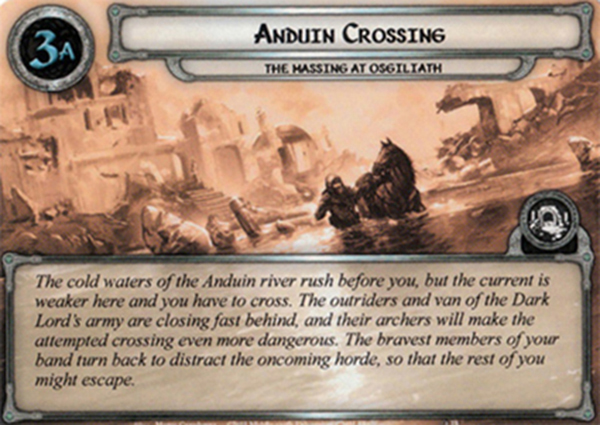 3A
Anduin Crossing
The Massing at Osgiliath
The cold waters of the Anduin river rush before you, but the current is
weaker here and you have to cross. The outriders and van of the Dark
Lord's army are closing fast behind, and their archers will make the
attempted crossing even more dangerous. The bravest members of your
band turn back to distract the oncoming horde, so that the rest of you
might escape.